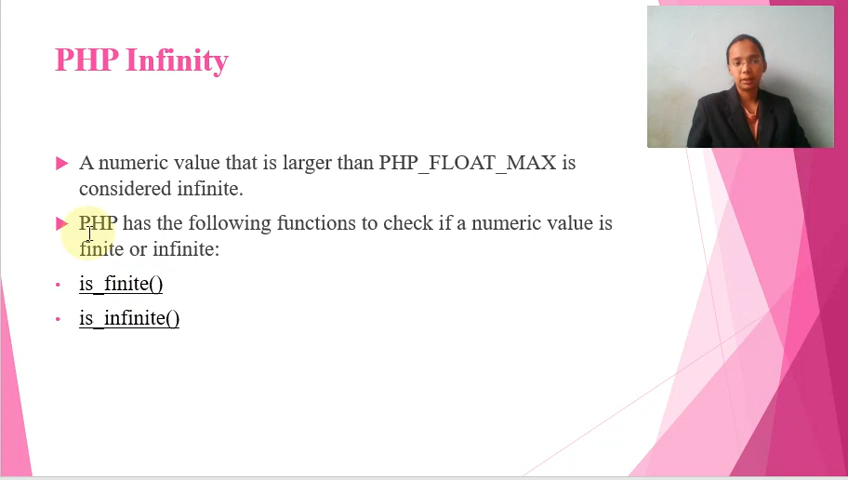 PHP Infinity
A numeric value that is larger than PHP_FLOAT_MAX is
considered infinite.
PHP has the following functions to check if a numeric value is
finite or infinite:
is_finite()
is_infinite()